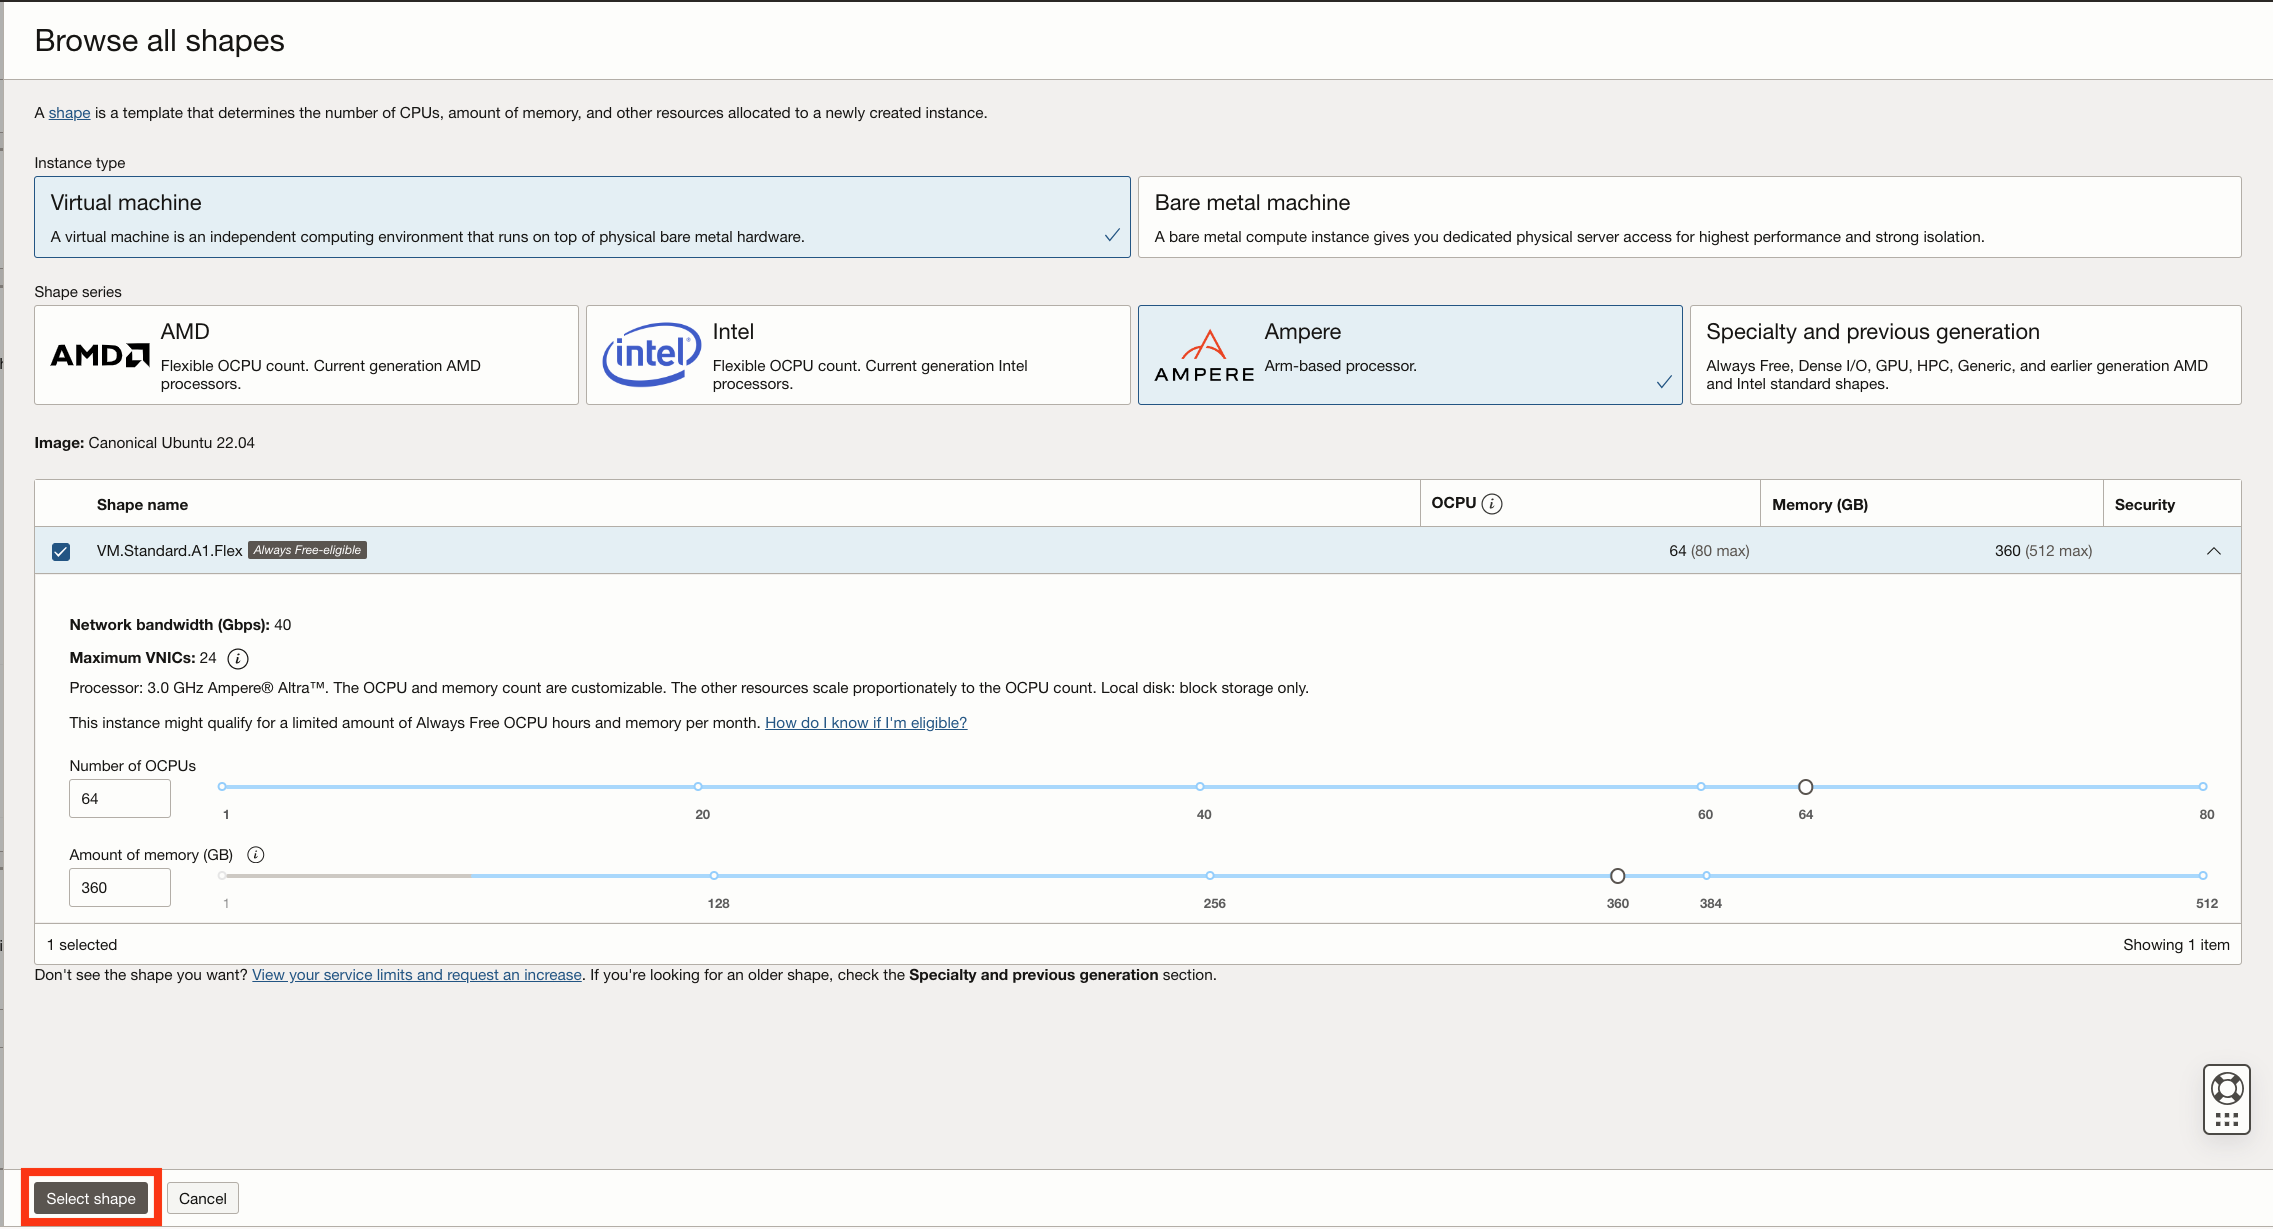 Browse all shapes
A shape is a template that determines the number of CPUs, amount of memory, and other resources allocated to a newly created instance.
Instance type
Virtual machine
A virtual machine is an independent computing environment that runs on top of physical bare metal hardware.
Bare metal machine
A bare metal compute instance gives you dedicated physical server access for highest performance and strong isolation.
Shape series
AMD
AMD
Flexible OCPU count. Current generation AMD
processors.
intel
Intel
Flexible OCPU count. Current generation Intel
processors.
AMPERE
Ampere
Arm-based processor.
Specialty and previous generation
Always Free, Dense I/O, GPU, HPC, Generic, and earlier generation AMD
and Intel standard shapes.
Image: Canonical Ubuntu 22.04
Shape name OCPU i Memory (GB) Security
VM.Standard.A1.Flex Always Free-eligible 64 (80 max) 360 (512 max)
Network bandwidth (Gbps): 40
Maximum VNICs: 24 i
Processor: 3.0 GHz Ampere® Altra™. The OCPU and memory count are customizable. The other resources scale proportionately to the OCPU count. Local disk: block storage only.
This instance might qualify for a limited amount of Always Free OCPU hours and memory per month. How do I know if I'm eligible?
Number of OCPUs
64
1 20 40 60 64 80
Amount of memory (GB) i
360
1 128 256 360 384 512
1 selected Showing 1 item
Don't see the shape you want? View your service limits and request an increase. If you're looking for an older shape, check the Specialty and previous generation section.
Select shape Cancel